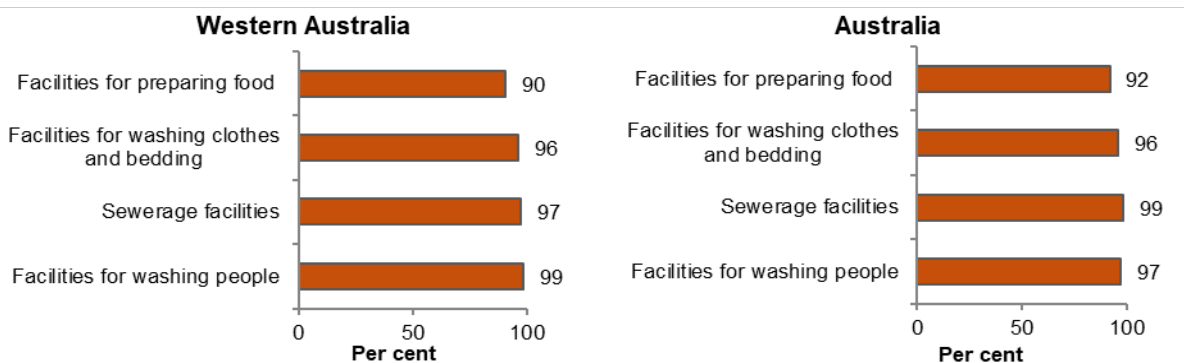 Western Australia
Facilities for preparing food
90
Facilities for washing clothes
and bedding
96
Sewerage facilities
97
Facilities for washing people
99
0
50
100
Per cent
Australia
Facilities for preparing food
92
Facilities for washing clothes
and bedding
96
Sewerage facilities
99
Facilities for washing people
97
0
50
100
Per cent